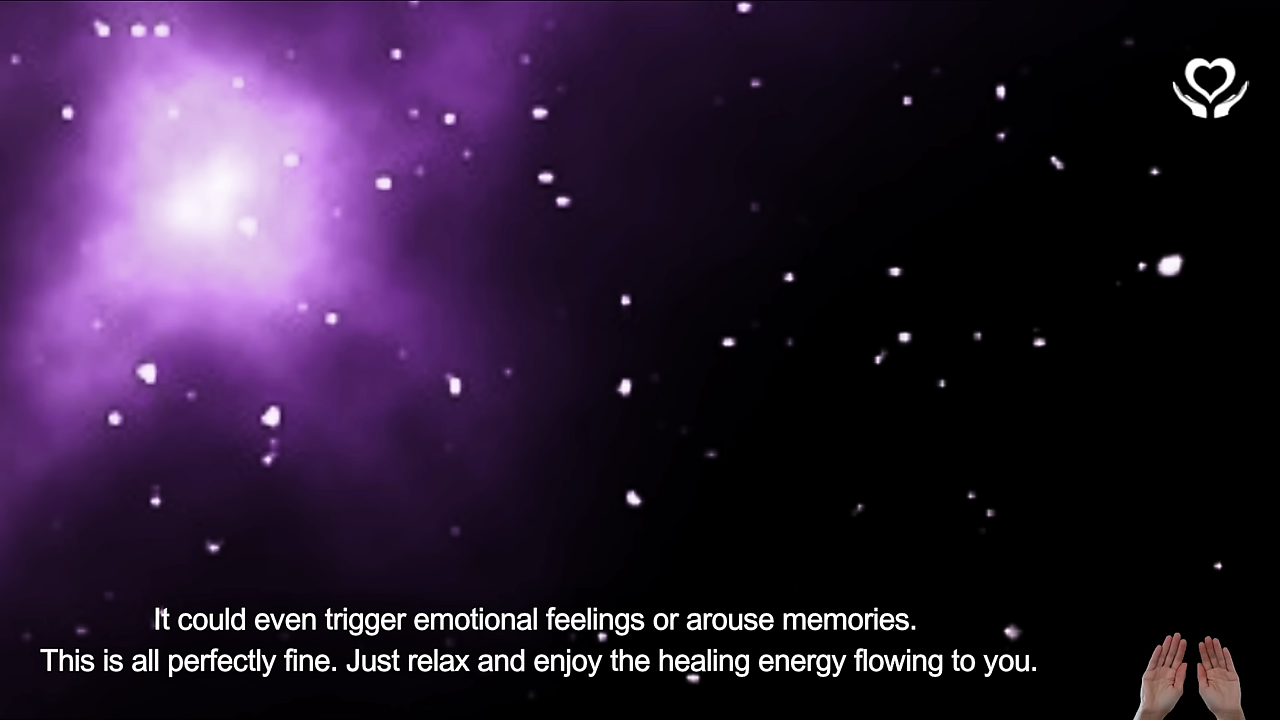 It could even trigger emotional feelings or arouse memories.
This is all perfectly fine. Just relax and enjoy the healing energy flowing to you.